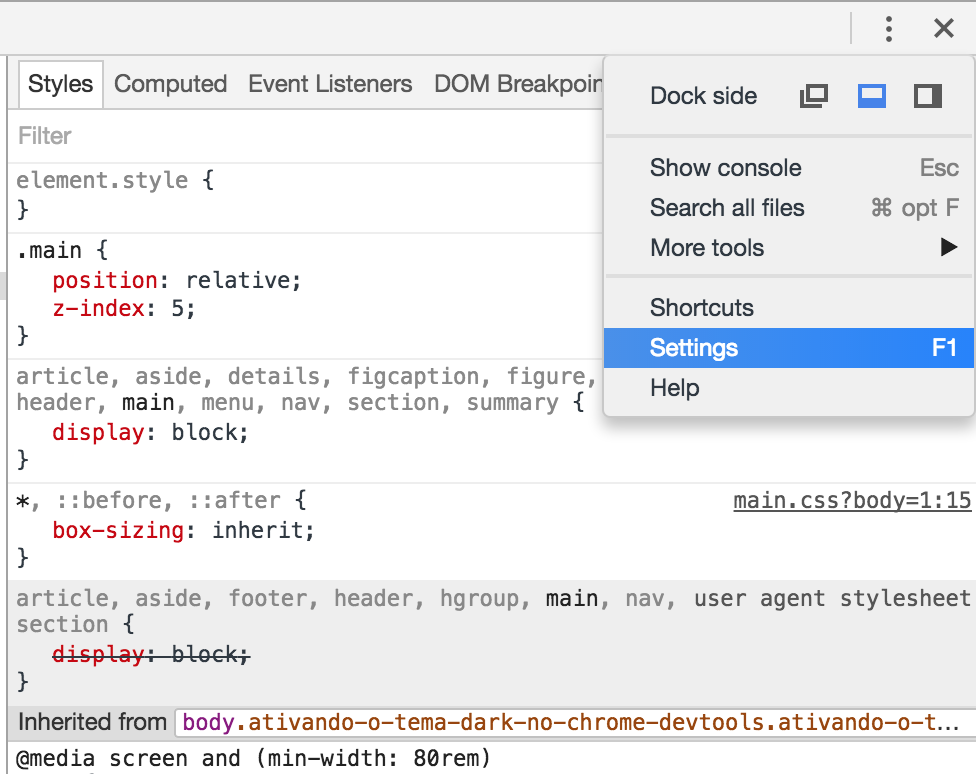 Styles Computed Event Listeners DOM Breakpoin
Filter
element.style {
}
.main {
position: relative;
z-index: 5;
}
article, aside, details, figcaption, figure,
header, main, menu, nav, section, summary {
display: block;
}
*, ::before, ::after { main.css?body=1:15
box-sizing: inherit;
}
article, aside, footer, header, hgroup, main, nav, user agent stylesheet
section {
display: block;
}
Inherited from body.ativando-o-tema-dark-no-chrome-devtools.ativando-o-t...
@media screen and (min-width: 80rem)
Dock side
Show console Esc
Search all files ⌘ opt F
More tools ▶
Shortcuts
Settings F1
Help